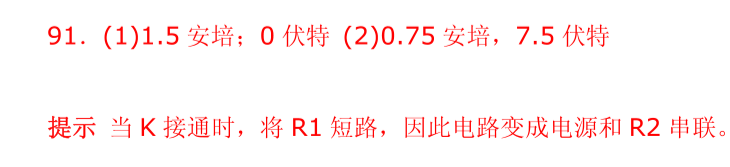 91．(1)1.5 安培；0 伏特  (2)0.75 安培，7.5 伏特
提示  当 K 接通时，将 R1 短路，因此电路变成电源和 R2 串联。